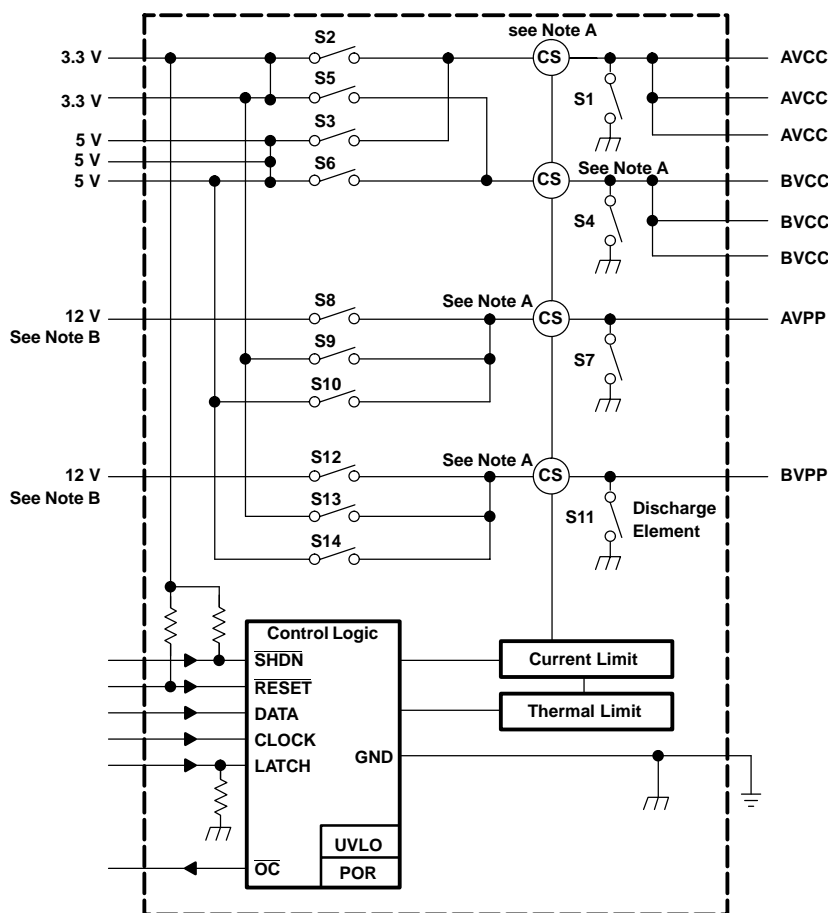 see Note A
S2
3.3 V
CS
AVCC
S5
3.3 V
S1
AVCC
S3
5 V
AVCC
5 V
S6
See Note A
5 V
CS
BVCC
S4
BVCC
BVCC
S8
See Note A
12 V
See Note B
CS
AVPP
S9
S7
S10
S12
See Note A
12 V
See Note B
CS
BVPP
S13
S11
Discharge
Element
S14
Control Logic
SHDN
Current Limit
RESET
DATA
Thermal Limit
CLOCK
LATCH
GND
UVLO
OC
POR